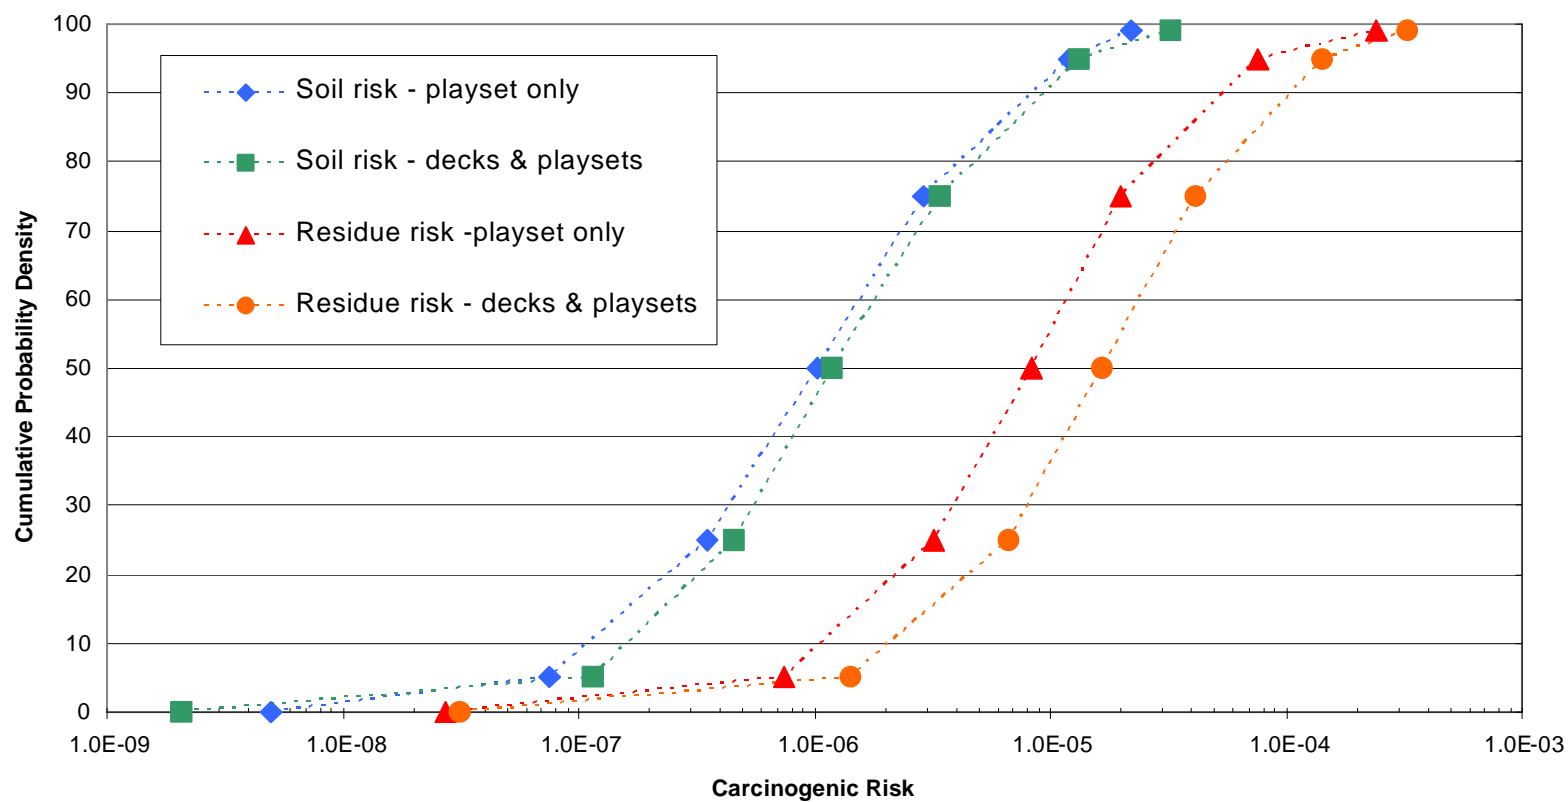 100
90
80
70
60
50
40
30
20
10
0
Cumulative Probability Density
Soil risk - playset only
Soil risk - decks & playsets
Residue risk -playset only
Residue risk - decks & playsets
1.0E-09 1.0E-08 1.0E-07 1.0E-06 1.0E-05 1.0E-04 1.0E-03
Carcinogenic Risk